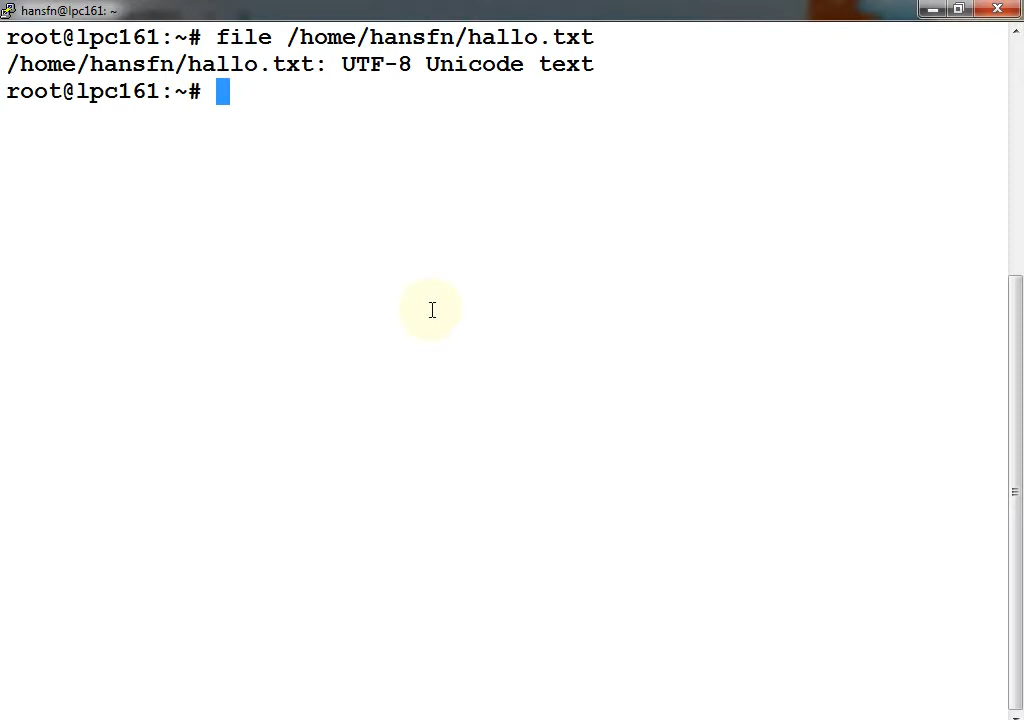 hansfn@lpc161: ~
root@lpc161:~# file /home/hansfn/hallo.txt
/home/hansfn/hallo.txt: UTF-8 Unicode text
root@lpc161:~#